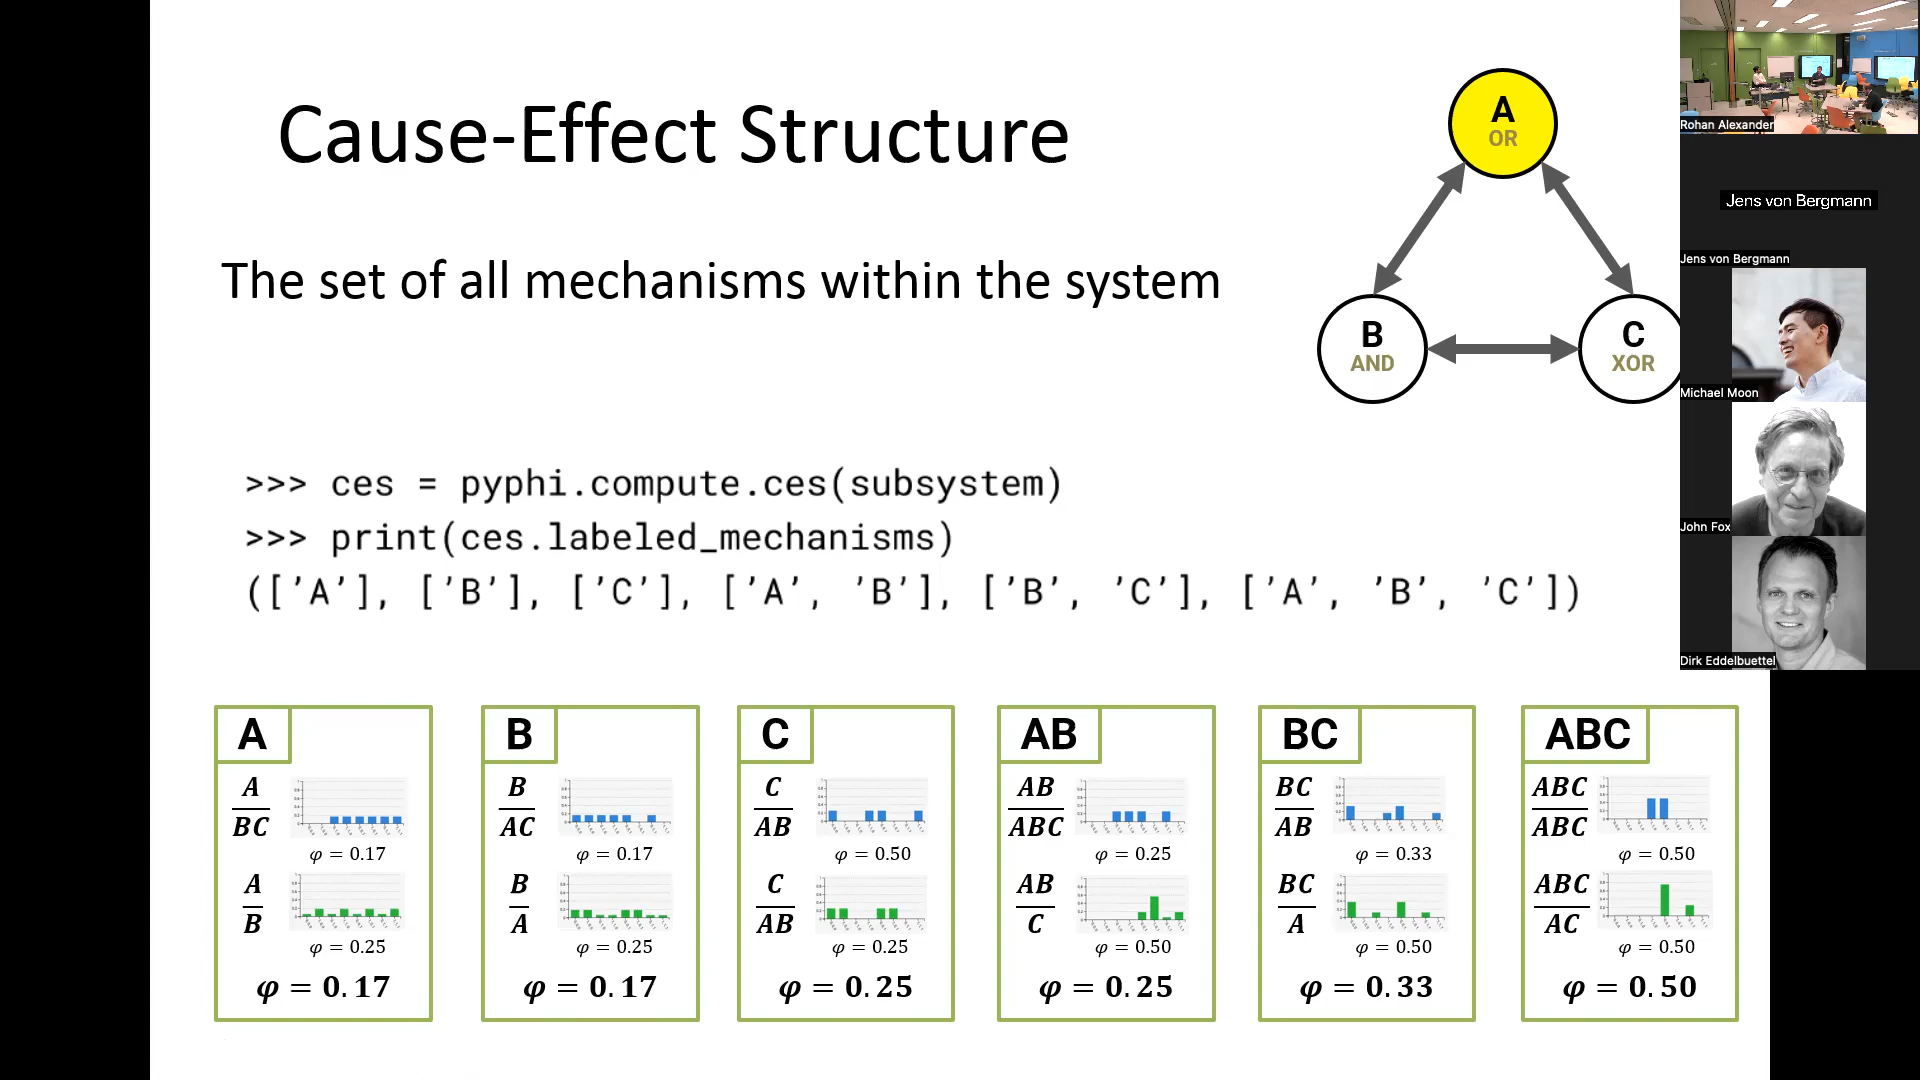 Cause-Effect Structure
The set of all mechanisms within the system
A
OR
B
AND
C
XOR
>>> ces = pyphi.compute.ces(subsystem)
>>> print(ces.labeled_mechanisms)
(['A'], ['B'], ['C'], ['A', 'B'], ['B', 'C'], ['A', 'B', 'C'])
A
A
BC
φ = 0.17
A
B
φ = 0.25
φ = 0.17
B
B
AC
φ = 0.17
B
A
φ = 0.25
φ = 0.17
C
C
AB
φ = 0.50
C
AB
φ = 0.25
φ = 0.25
AB
AB
ABC
φ = 0.25
AB
C
φ = 0.50
φ = 0.25
BC
BC
AB
φ = 0.33
BC
A
φ = 0.50
φ = 0.33
ABC
ABC
ABC
φ = 0.50
ABC
AC
φ = 0.50
φ = 0.50
Rohan Alexander
Jens von Bergmann
Jens von Bergmann
Michael Moon
John Fox
Dirk Eddelbuettel